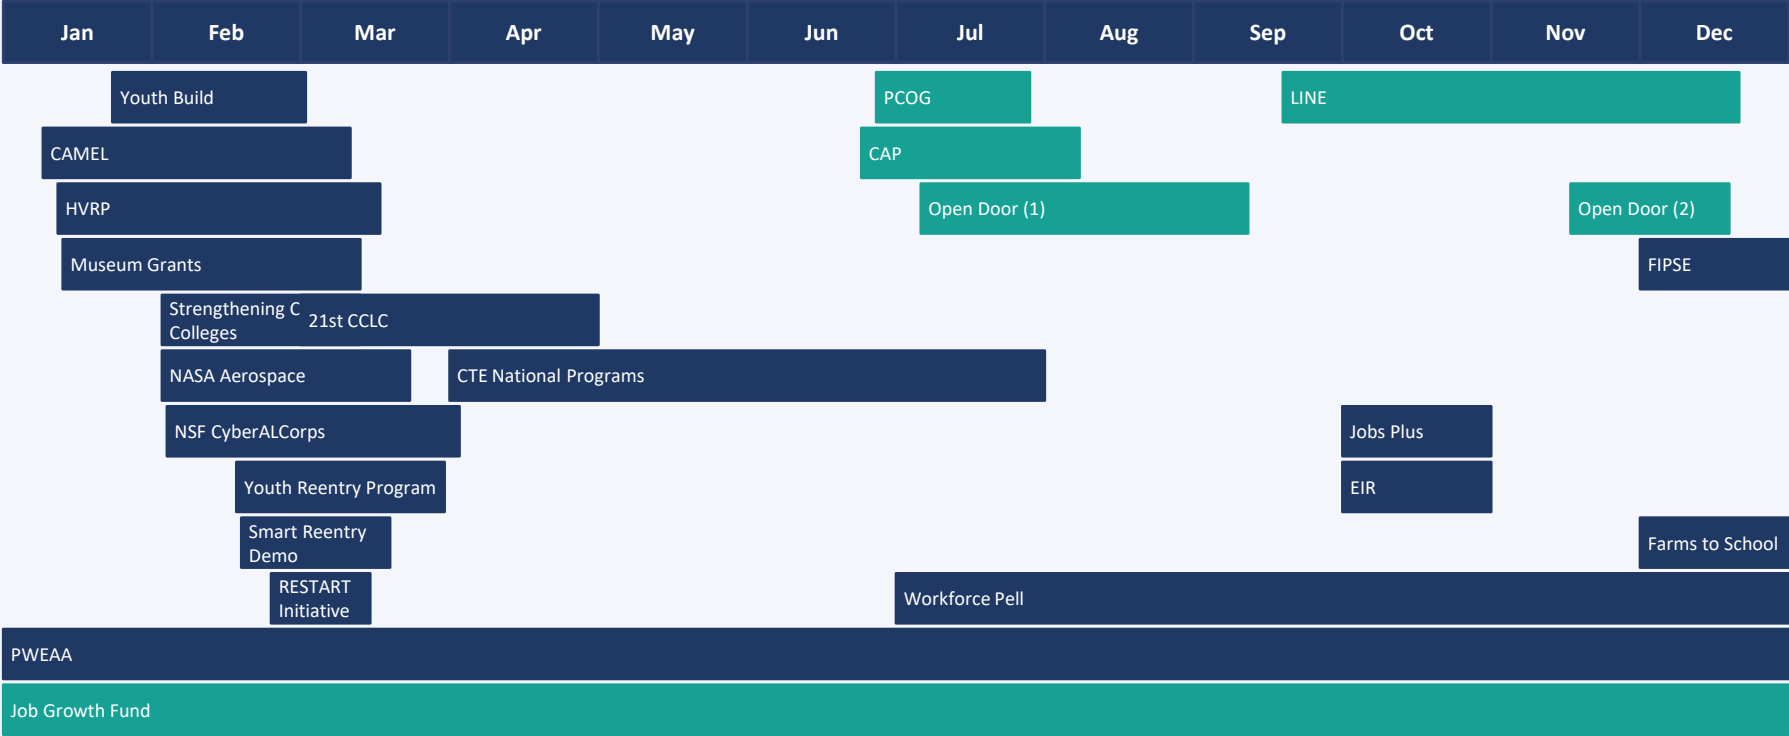 Jan Feb Mar Apr May Jun Jul Aug Sep Oct Nov Dec
Youth Build PCOG LINE
CAMEL CAP
HVRP Open Door (1) Open Door (2)
Museum Grants FIPSE
Strengthening C
Colleges
21st CCLC
NASA Aerospace CTE National Programs
NSF CyberALCorps Jobs Plus
Youth Reentry Program EIR
Smart Reentry
Demo
Farms to School
RESTART
Initiative
Workforce Pell
PWEAA
Job Growth Fund